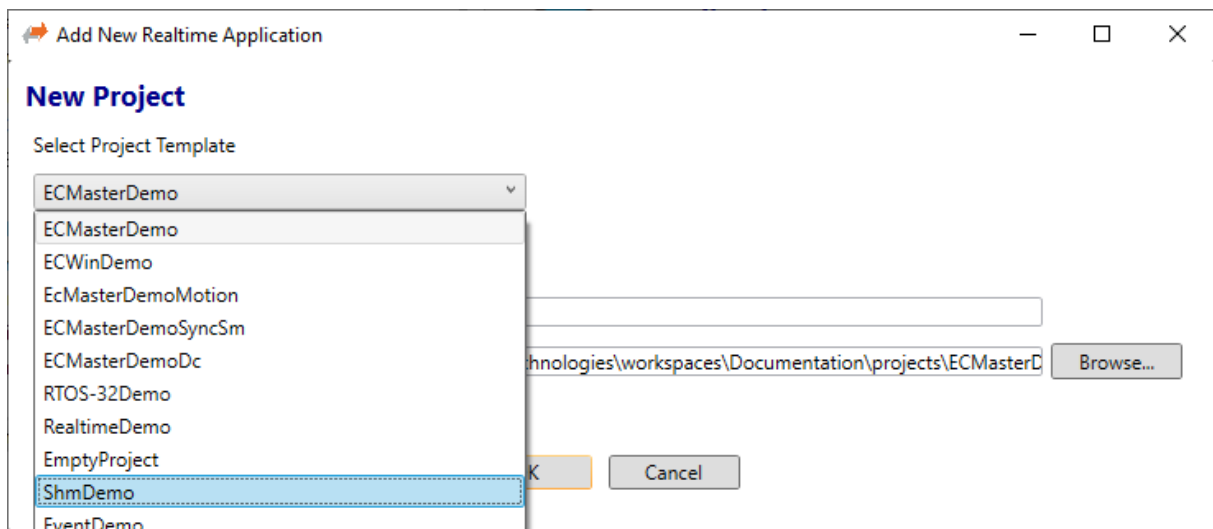 Add New Realtime Application
New Project
Select Project Template
ECMasterDemo
ECMasterDemo
ECWinDemo
EcMasterDemoMotion
ECMasterDemoSyncSm
ECMasterDemoDc
hnologies\workspaces\Documentation\projects\ECMasterD
Browse...
RTOS-32Demo
RealtimeDemo
EmptyProject
K
Cancel
ShmDemo
EventDemo